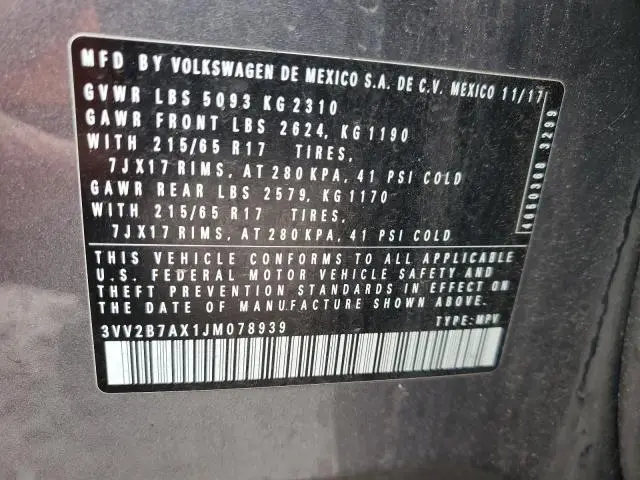 MFD BY VOLKSWAGEN DE MEXICO S.A. DE C.V. MEXICO 11/17
GVWR LBS 5093 KG 2310
GAWR FRONT LBS 2624, KG 1190
WITH 215/65 R17 TIRES,
7JX17 RIMS, AT 280 KPA, 41 PSI COLD
GAWR REAR LBS 2579, KG 1170
WITH 215/65 R17 TIRES,
7JX17 RIMS, AT 280KPA, 41 PSI COLD
THIS VEHICLE CONFORMS TO ALL APPLICABLE
U.S. FEDERAL MOTOR VEHICLE SAFETY AND
THEFT PREVENTION STANDARDS IN EFFECT ON
THE DATE OF MANUFACTURE SHOWN ABOVE.
3VV2B7AX1JM078939 TYPE:MPV